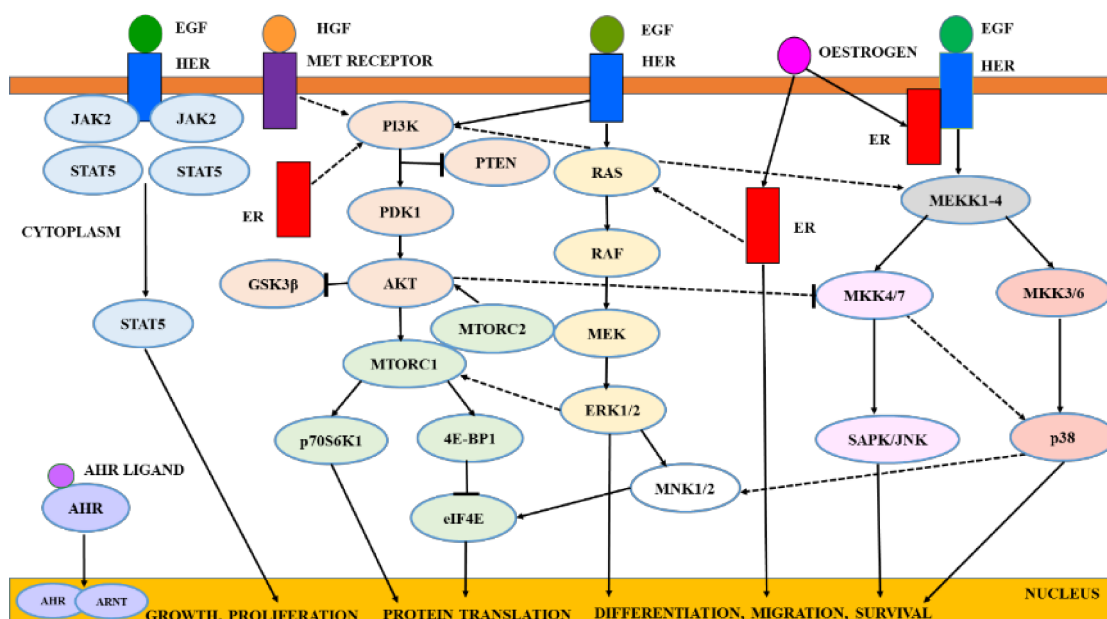 EGF
HGF
EGF
EGF
HER
MET RECEPTOR
HER
OESTROGEN
HER
JAK2
JAK2
PI3K
ER
STAT5
STAT5
PTEN
RAS
MEKK1-4
ER
PDK1
ER
CYTOPLASM
RAF
GSK3β
AKT
MKK4/7
MKK3/6
STAT5
MTORC2
MEK
MTORC1
ERK1/2
p70S6K1
4E-BP1
SAPK/JNK
p38
AHR LIGAND
MNK1/2
AHR
eIF4E
NUCLEUS
AHR
ARNT
GROWTH, PROLIFERATION
PROTEIN TRANSLATION
DIFFERENTIATION, MIGRATION, SURVIVAL